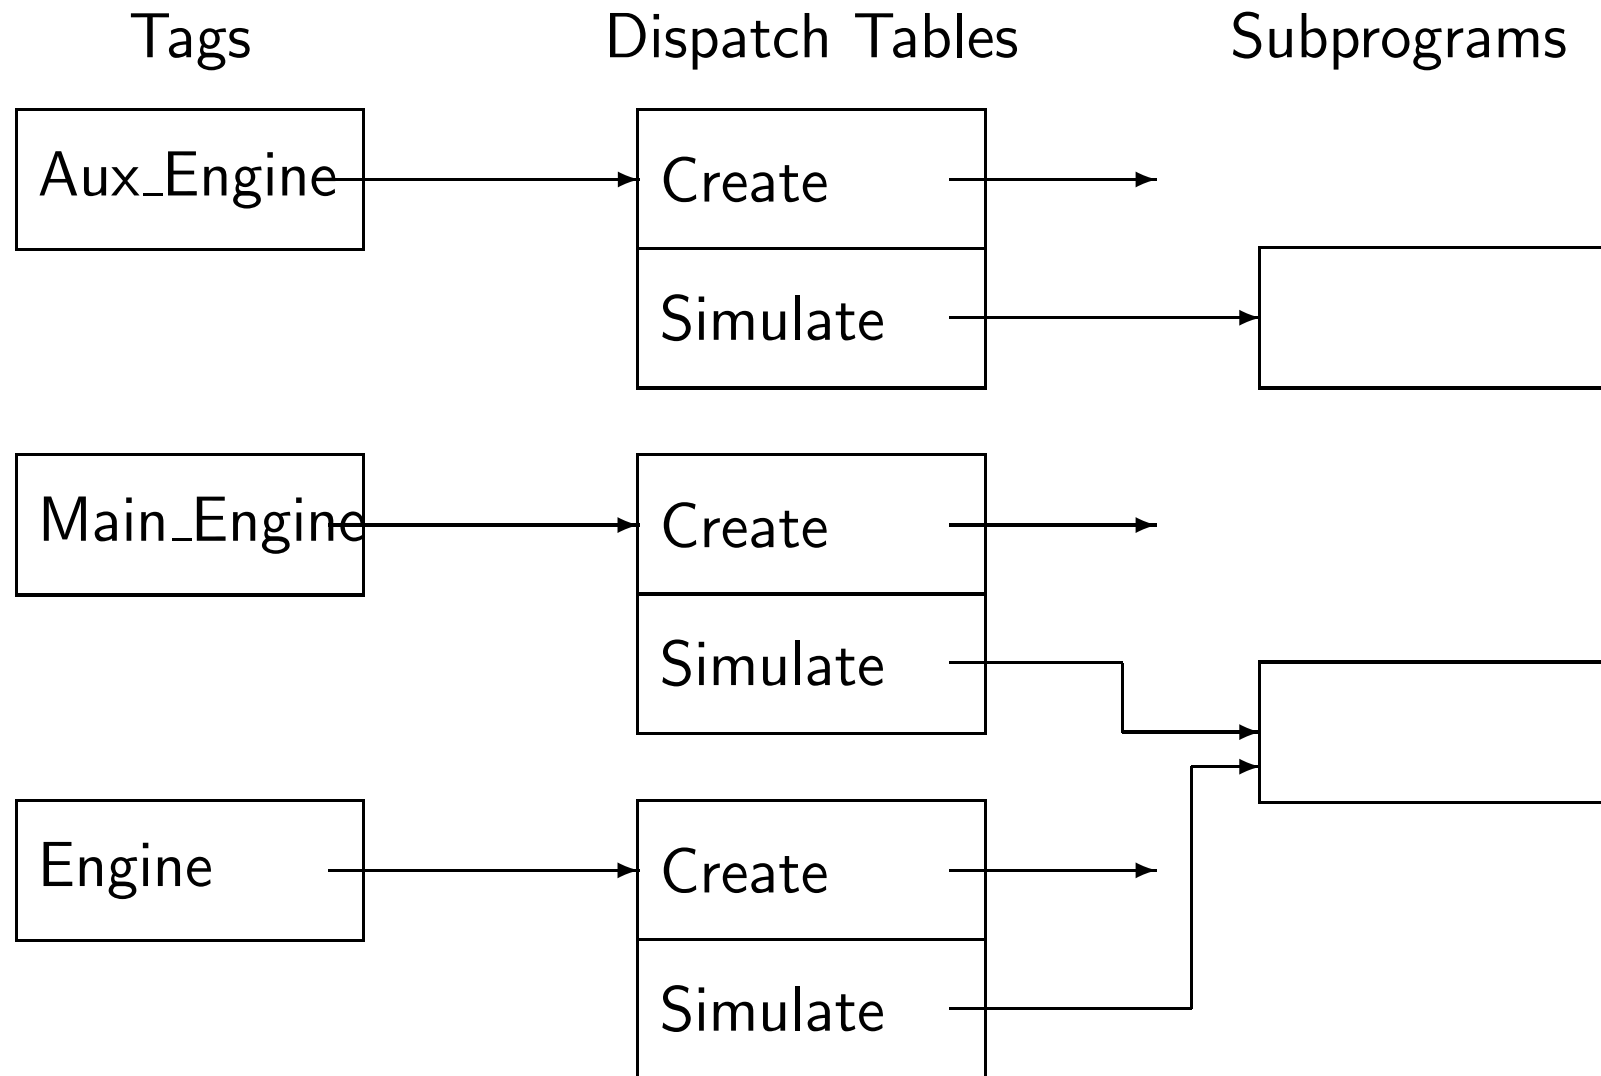 Tags Dispatch Tables Subprograms
Aux_Engine Create
Simulate
Main_Engine Create
Simulate
Engine Create
Simulate